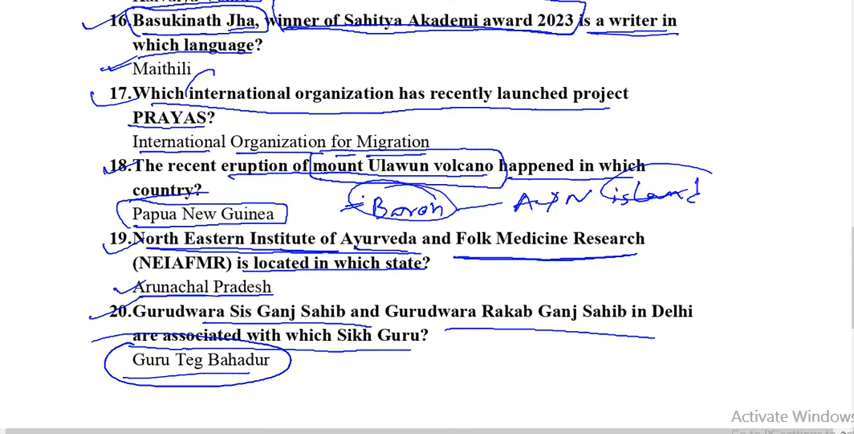 16.Basukinath Jha, winner of Sahitya Akademi award 2023 is a writer in
which language?
Maithili
17.Which international organization has recently launched project
PRAYAS?
International Organization for Migration
18.The recent eruption of mount Ulawun volcano happened in which
country?
Papua New Guinea
19.North Eastern Institute of Ayurveda and Folk Medicine Research
(NEIAFMR) is located in which state?
Arunachal Pradesh
20.Gurudwara Sis Ganj Sahib and Gurudwara Rakab Ganj Sahib in Delhi
are associated with which Sikh Guru?
Guru Teg Bahadur
Activate Windows